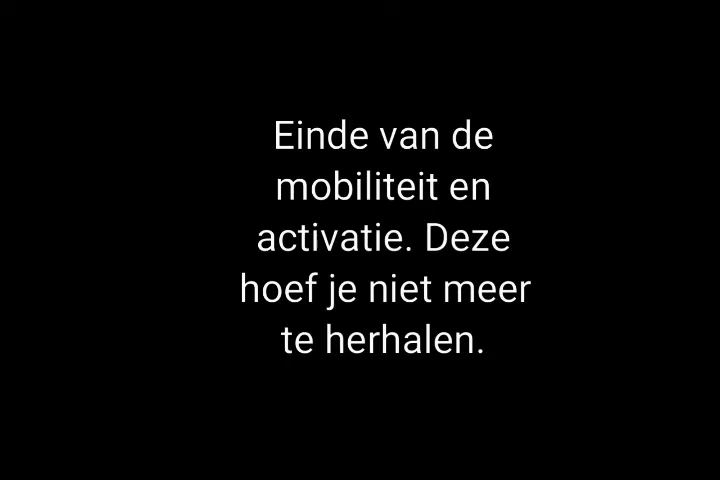 Einde van de
mobiliteit en
activatie. Deze
hoef je niet meer
te herhalen.